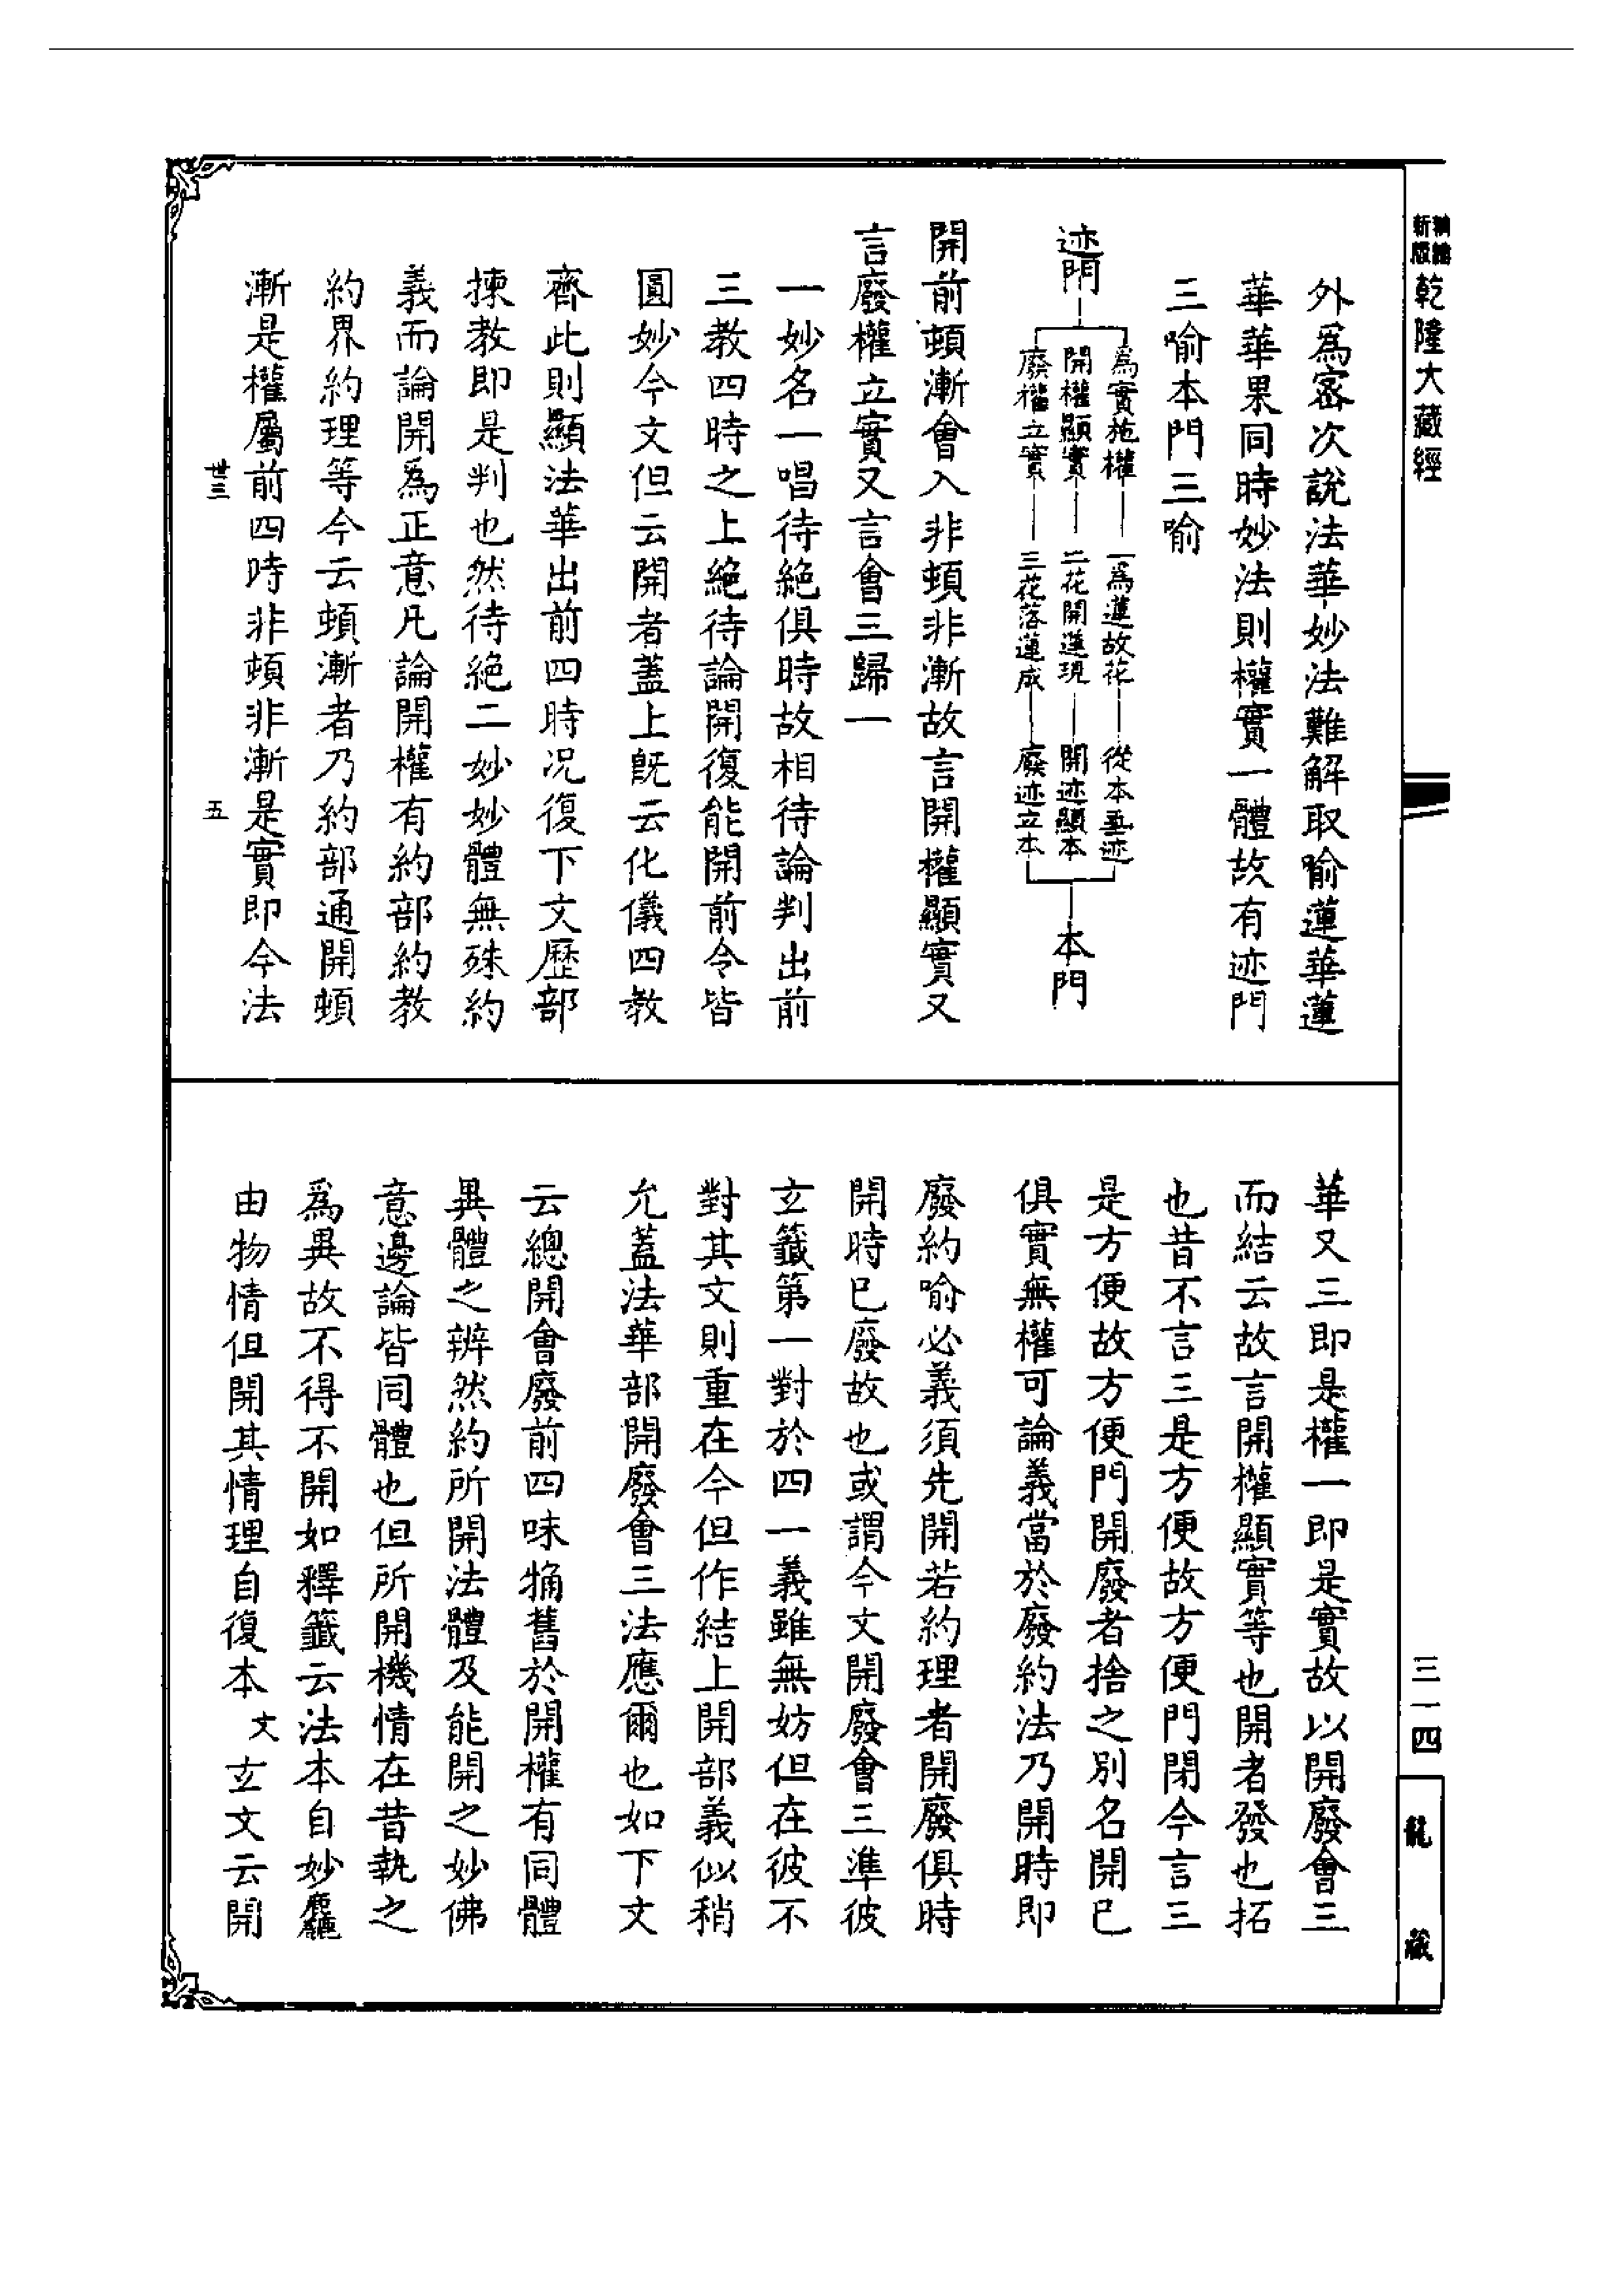 新版
精縮
乾隆大藏經
外爲密次說法華妙法難解取喻蓮華蓮
華華果同時妙法則權實一體故有迹門
三喻本門三喻
迹門
爲實施權 一爲蓮故花 從本垂迹
開權顯實 二花開蓮現 開迹顯本
廢權立實 三花落蓮成 廢迹立本
本門
開前頓漸會入非頓非漸故言開權顯實又
言廢權立實又言會三歸一
一妙名一唱待絕俱時故相待論判出前
三教四時之上絕待論開復能開前令皆
圓妙今文但云開者蓋上既云化儀四教
齊此則顯法華出前四時况復下文歷部
揀教即是判也然待絕二妙妙體無殊約
義而論開爲正意凡論開權有約部約教
約界約理等今云頓漸者乃約部通開頓
漸是權屬前四時非頓非漸是實即今法
世三
五
華又三即是權一即是實故以開廢會三
而結云故言開權顯實等也開者發也拓
也昔不言三是方便故方便門閉今言三
是方便故方便門開廢者捨之別名開已
俱實無權可論義當於廢約法乃開時即
廢約喻必義須先開若約理者開廢俱時
開時已廢故也或謂今文開廢會三準彼
玄籤第一對於四一義雖無妨但在彼不
對其文則重在今但作結上開部義似稍
允蓋法華部開廢會三法應爾也如下文
云總開會廢前四味觕舊於開權有同體
異體之辨然約所開法體及能開之妙佛
意邊論皆同體也但所開機情在昔執之
爲異故不得不開如釋籤云法本自妙麤
由物情但開其情理自復本文玄文云開
三一四
龍藏